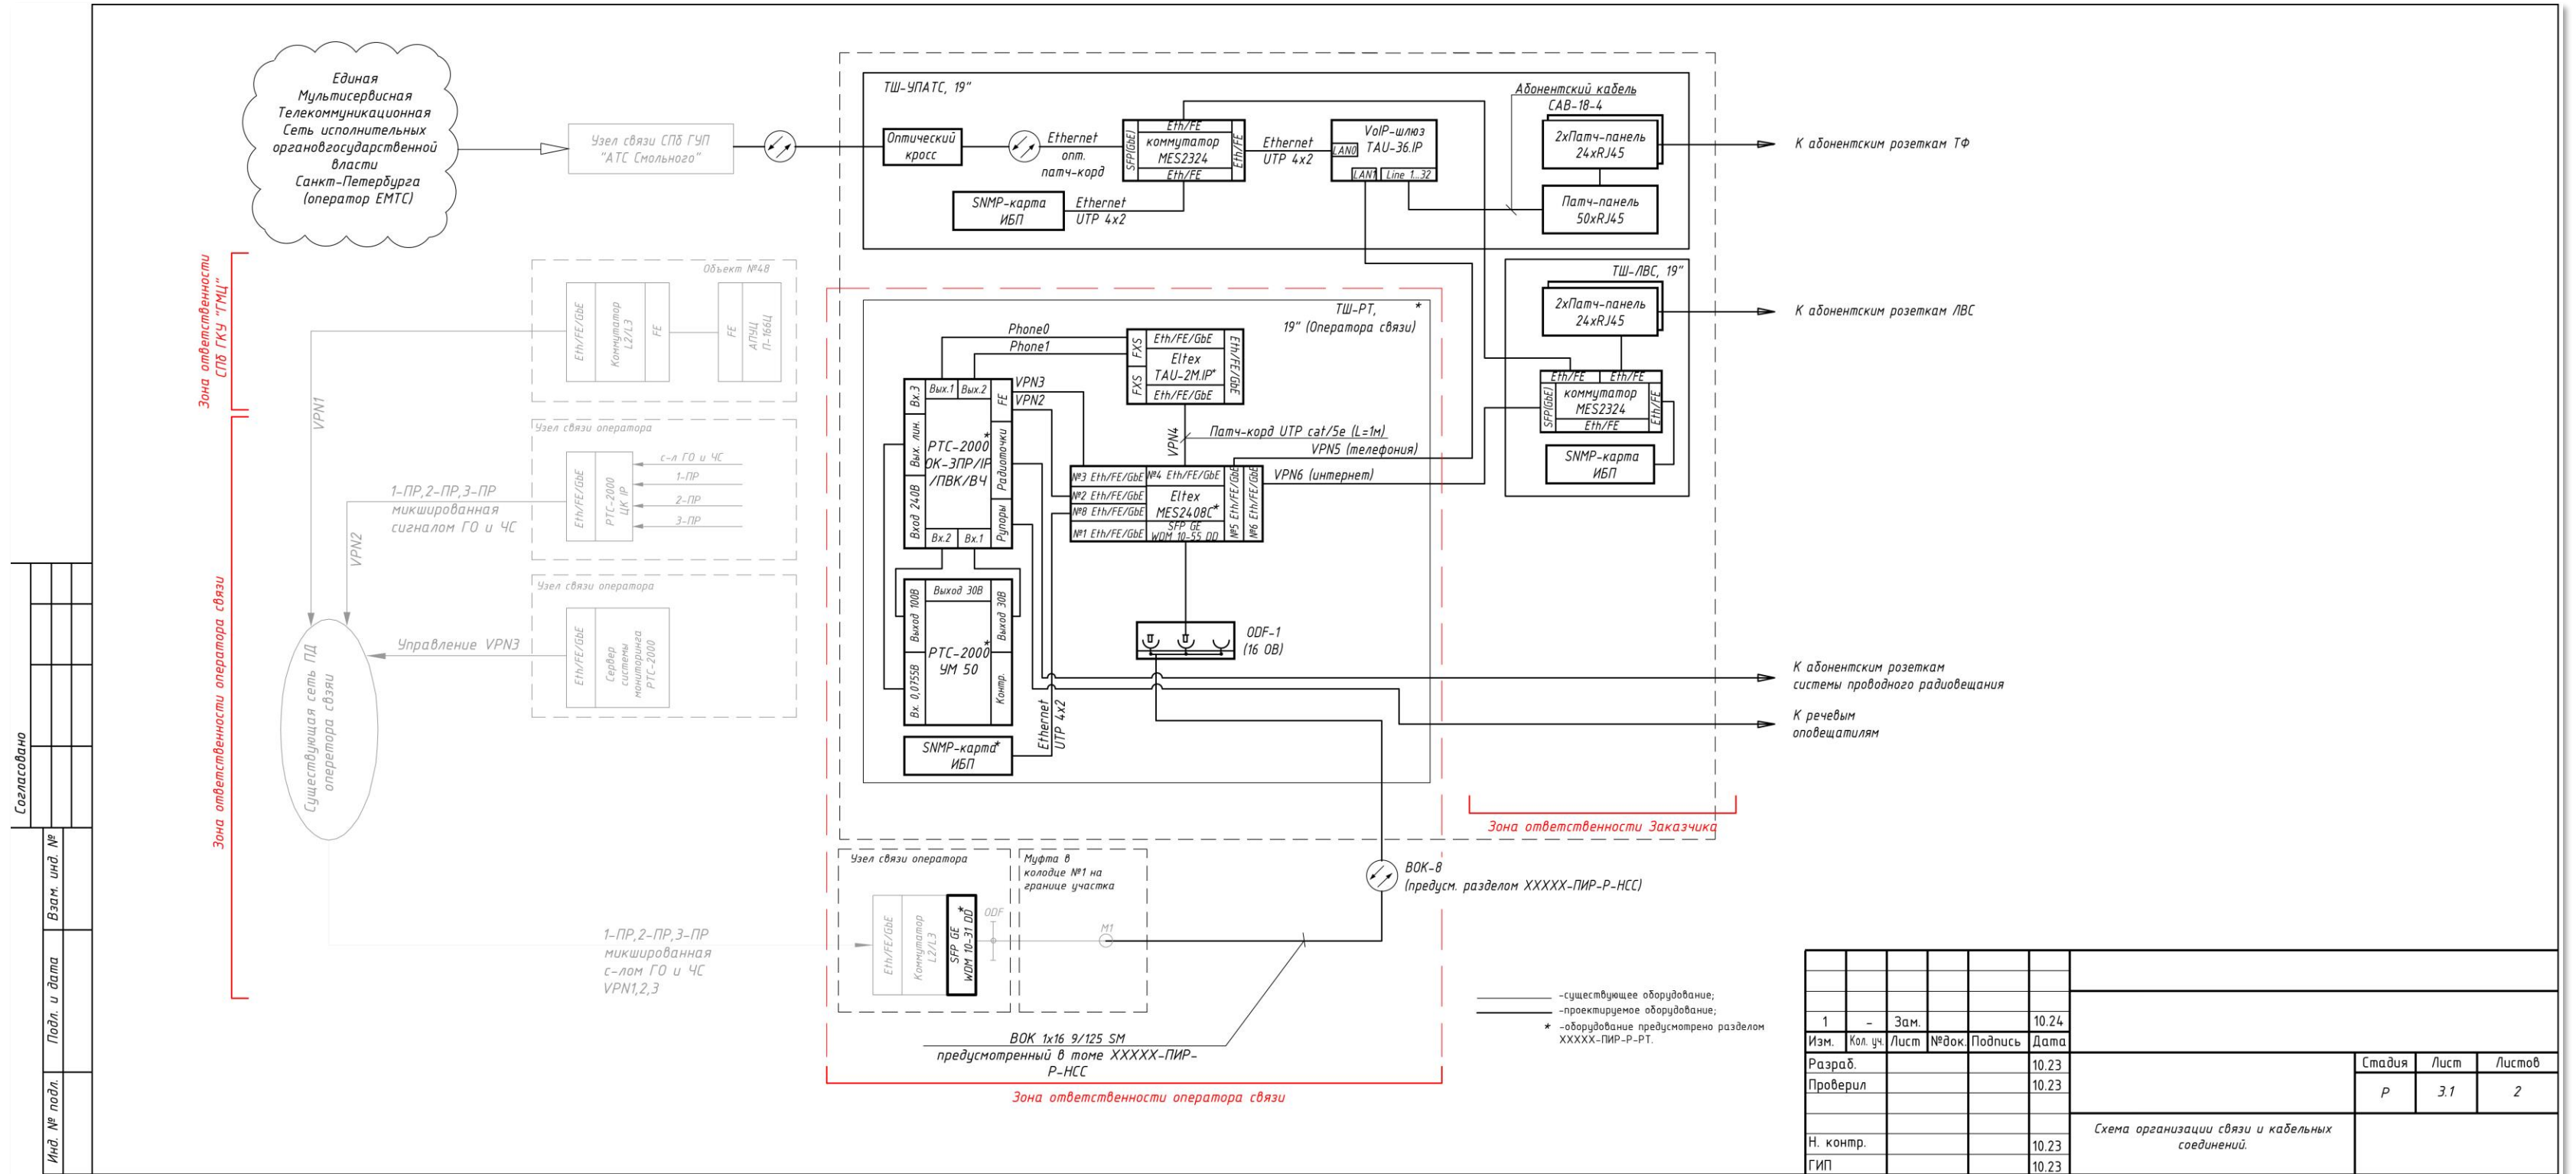 Единая
Мультисервисная
Телекоммуникационная
Сеть исполнительных
органовгосударственной
власти
Санкт-Петербурга
(оператор ЕМТС)
Узел связи СПб ГУП
"АТС Смольного"
ТШ-УПАТС, 19"
Оптический
кросс
Ethernet
опт.
патч-корд
SFP(GbE)
Eth/FE
коммутатор
MES2324
Eth/FE
Eth/FE
Ethernet
UTP 4x2
VoIP-шлюз
TAU-36.IP
LAN0
LAN1
Line 1...32
Абонентский кабель
CAB-18-4
2xПатч-панель
24xRJ45
Патч-панель
50xRJ45
SNMP-карта
ИБП
Ethernet
UTP 4x2
К абонентским розеткам ТФ
ТШ-ЛВС, 19"
2xПатч-панель
24xRJ45
К абонентским розеткам ЛВС
Eth/FE
Eth/FE
SFP(GbE)
коммутатор
MES2324
Eth/FE
Eth/FE
SNMP-карта
ИБП
Зона ответственности
СПб ГКУ "ГМЦ"
Объект №48
Eth/FE/GbE
Коммутатор
L2/L3
FE
FE
АПУЦ
П-166Ц
VPN1
Зона ответственности оператора связи
Узел связи оператора
Eth/FE/GbE
РТС-2000
ЦК IP
с-л ГО и ЧС
1-ПР
2-ПР
3-ПР
1-ПР,2-ПР,3-ПР
микшированная
сигналом ГО и ЧС
VPN2
Узел связи оператора
Eth/FE/GbE
Сервер
системы
мониторинга
РТС-2000
Управление VPN3
Существующая сеть ПД
оперетора свзяи
1-ПР,2-ПР,3-ПР
микшированная
с-лом ГО и ЧС
VPN1,2,3
ТШ-РТ, *
19" (Оператора связи)
Phone0
Phone1
FXS
FXS
Eth/FE/GbE
Eltex
TAU-2M.IP*
Eth/FE/GbE
Eth/FE/GbE
Вх.3
Вых.1
Вых.2
FE
VPN3
VPN2
Вых. лин.
РТС-2000*
ОК-3ПР/IP
/ПВК/ВЧ
Радиоточки
Вход 240В
Вх.2
Вх.1
Рупоры
VPN4
Патч-корд UTP cat/5e (L=1м)
VPN5 (телефония)
VPN6 (интернет)
№3 Eth/FE/GbE
№4 Eth/FE/GbE
№2 Eth/FE/GbE
№8 Eth/FE/GbE
№1 Eth/FE/GbE
Eltex
MES2408C*
SFP GE
WDM 10-55 DD
№5 Eth/FE/GbE
№6 Eth/FE/GbE
Выход 100В
Выход 30В
Выход 30В
РТС-2000*
УМ 50
Вх. 0,0755В
Контр.
SNMP-карта*
ИБП
Ethernet
UTP 4x2
ODF-1
(16 ОВ)
К абонентским розеткам
системы проводного радиовещания
К речевым
оповещатилям
Зона ответственности Заказчика
Узел связи оператора
Eth/FE/GbE
Коммутатор
L2/L3
SFP GE
WDM 10-31 DD*
ODF
Муфта в
колодце №1 на
границе участка
М1
ВОК-8
(предусм. разделом XXXXX-ПИР-Р-НСС)
ВОК 1x16 9/125 SM
предусмотренный в томе XXXXX-ПИР-
Р-НСС
Зона ответственности оператора связи
-существующее оборудование;
-проектируемое оборудование;
* -оборудование предусмотрено разделом
XXXXX-ПИР-Р-РТ.
Согласовано
Взам. инд. №
Подл. и дата
Инд. № подл.
1 - Зам. 10.24
Изм. Кол. уч. Лист №док. Подпись Дата
Разраб. 10.23
Проверил 10.23
Н. контр. 10.23
ГИП 10.23
Стадия Лист Листов
Р 3.1 2
Схема организации связи и кабельных
соединений.